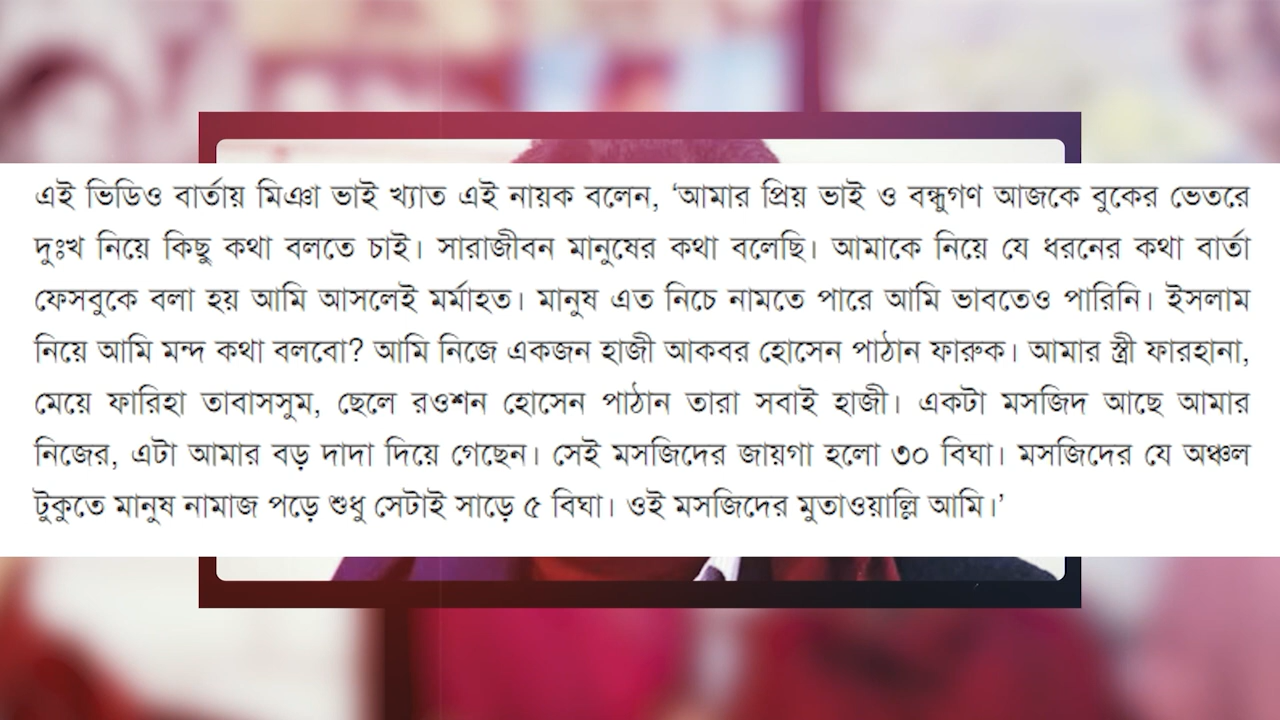 এই ভিডিও বার্তায় মিঞা ভাই খ্যাত এই নায়ক বলেন, ‘আমার প্রিয় ভাই ও বন্ধুগণ আজকে বুকের ভেতরে
দুঃখ নিয়ে কিছু কথা বলতে চাই। সারাজীবন মানুষের কথা বলেছি। আমাকে নিয়ে যে ধরনের কথা বার্তা
ফেসবুকে বলা হয় আমি আসলেই মর্মাহত। মানুষ এত নিচে নামতে পারে আমি ভাবতেও পারিনি। ইসলাম
নিয়ে আমি মন্দ কথা বলবো? আমি নিজে একজন হাজী আকবর হোসেন পাঠান ফারুক। আমার স্ত্রী ফারহানা,
মেয়ে ফারিহা তাবাসসুম, ছেলে রওশন হোসেন পাঠান তারা সবাই হাজী। একটা মসজিদ আছে আমার
নিজের, এটা আমার বড় দাদা দিয়ে গেছেন। সেই মসজিদের জায়গা হলো ৩০ বিঘা। মসজিদের যে অঞ্চল
টুকুতে মানুষ নামাজ পড়ে শুধু সেটাই সাড়ে ৫ বিঘা। ওই মসজিদের মুতাওয়াল্লি আমি।’